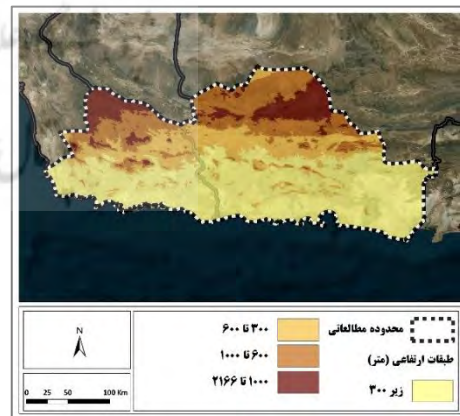 محدوده مطالعاتی
طبقات ارتفاعی (متر)
زیر ۳۰۰
۳۰۰ تا ۶۰۰
۶۰۰ تا ۱۰۰۰
۱۰۰۰ تا ۲۱۶۶
N
0 25 50 100 Km